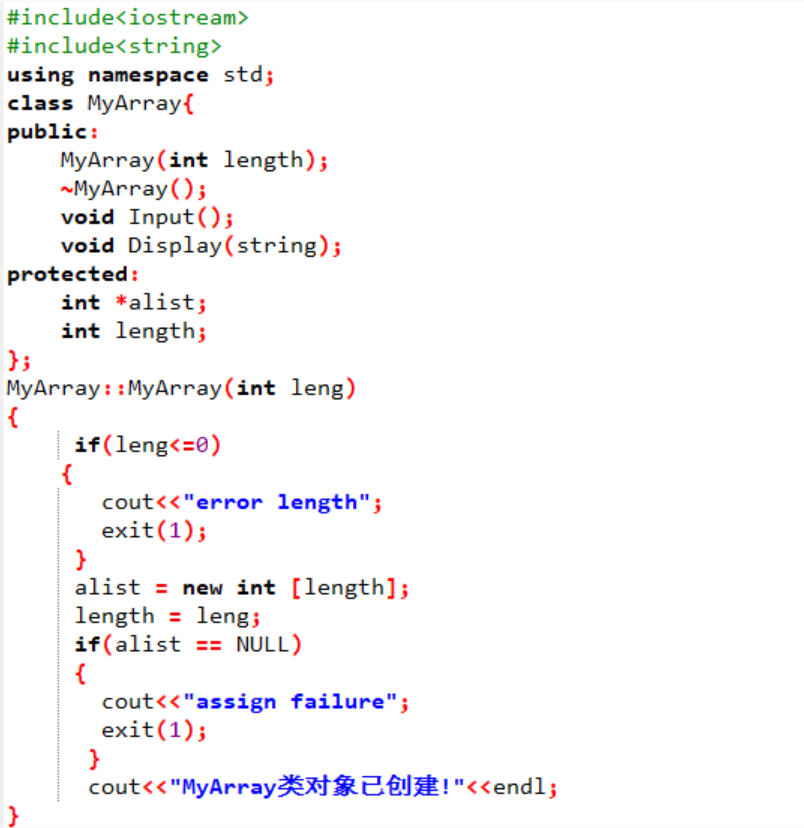 #include<iostream>
#include<string>
using namespace std;
class MyArray{
public:
    MyArray(int length);
    ~MyArray();
    void Input();
    void Display(string);
protected:
    int *alist;
    int length;
};
MyArray::MyArray(int leng)
{
     if(leng<=0)
    {
       cout<<"error length";
       exit(1);
     }
     alist = new int [length];
     length = leng;
     if(alist == NULL)
     {
       cout<<"assign failure";
       exit(1);
      }
      cout<<"MyArray类对象已创建!"<<endl;
}